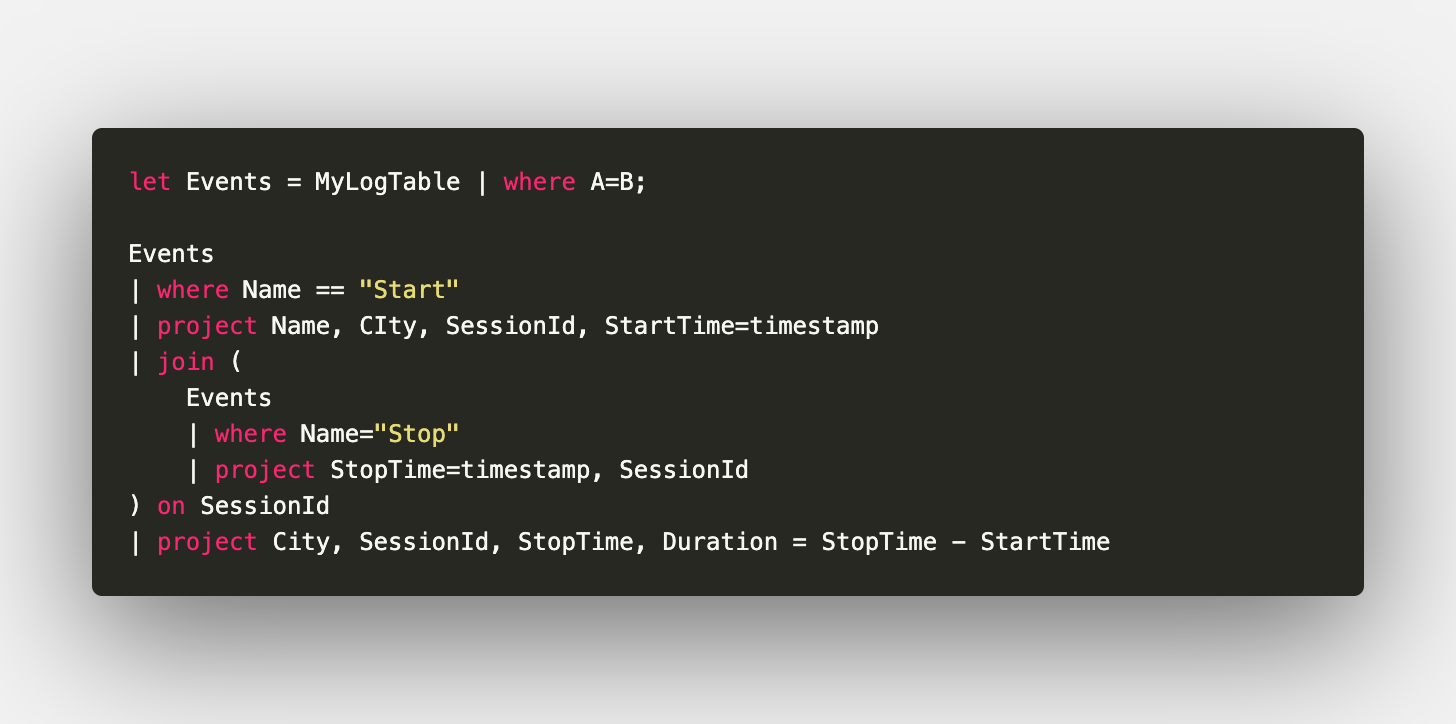 let Events = MyLogTable | where A=B;
Events
| where Name == "Start"
| project Name, CIty, SessionId, StartTime=timestamp
| join (
Events
| where Name="Stop"
| project StopTime=timestamp, SessionId
) on SessionId
| project City, SessionId, StopTime, Duration = StopTime - StartTime